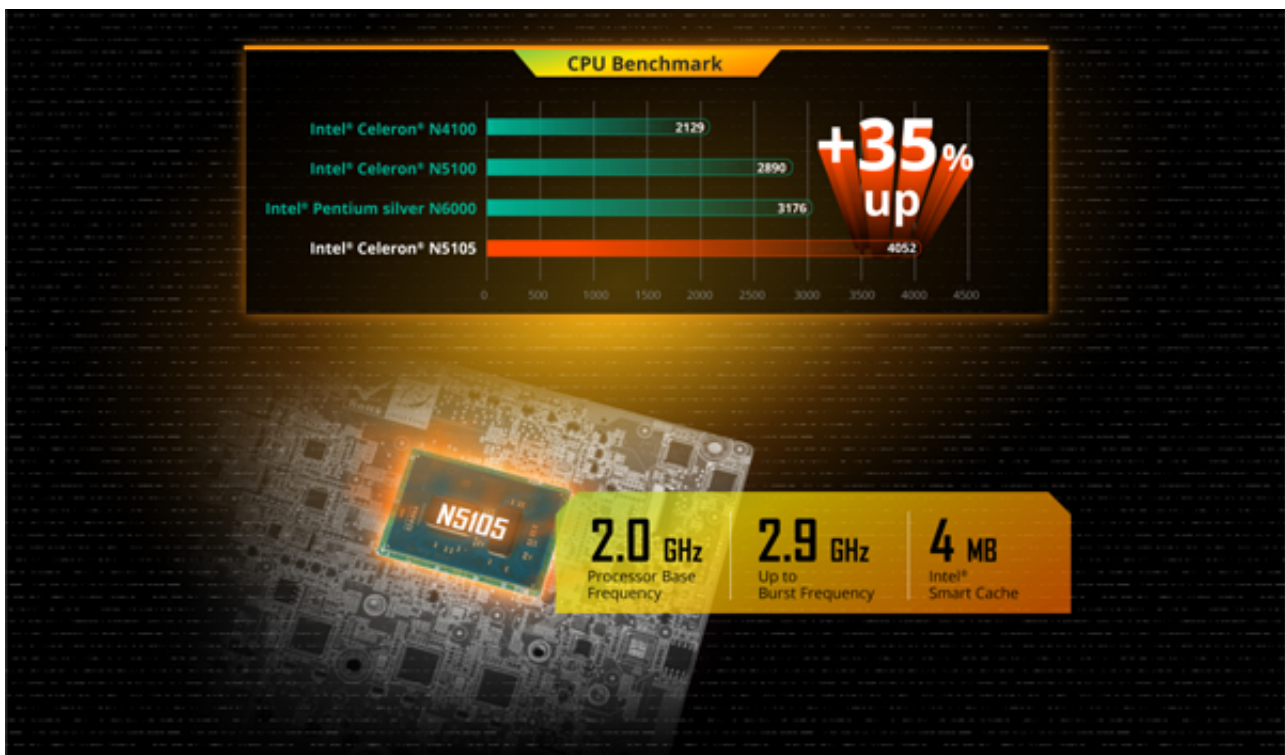 CPU Benchmark
Intel® Celeron® N4100
2129
Intel® Celeron® N5100
2890
Intel® Pentium silver N6000
3176
Intel® Celeron® N5105
4052
+35%
up
0 500 1000 1500 2000 2500 3000 3500 4000 4500
N5105
2.0 GHz
Processor Base
Frequency
2.9 GHz
Up to
Burst Frequency
4 MB
Intel®
Smart Cache